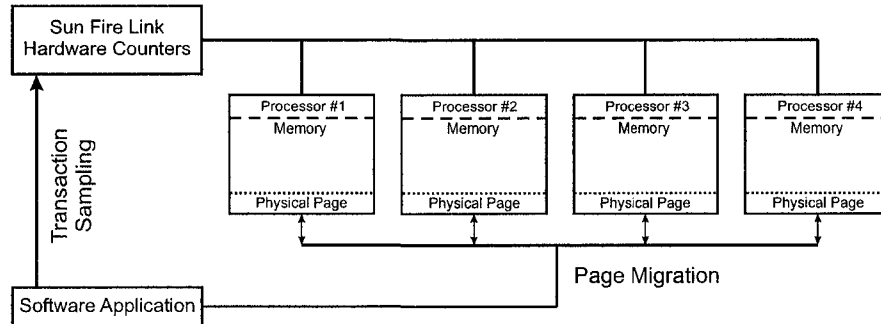 Sun Fire Link
Hardware Counters
Processor #1
Memory
Physical Page
Processor #2
Memory
Physical Page
Processor #3
Memory
Physical Page
Processor #4
Memory
Physical Page
Transaction
Sampling
Page Migration
Software Application